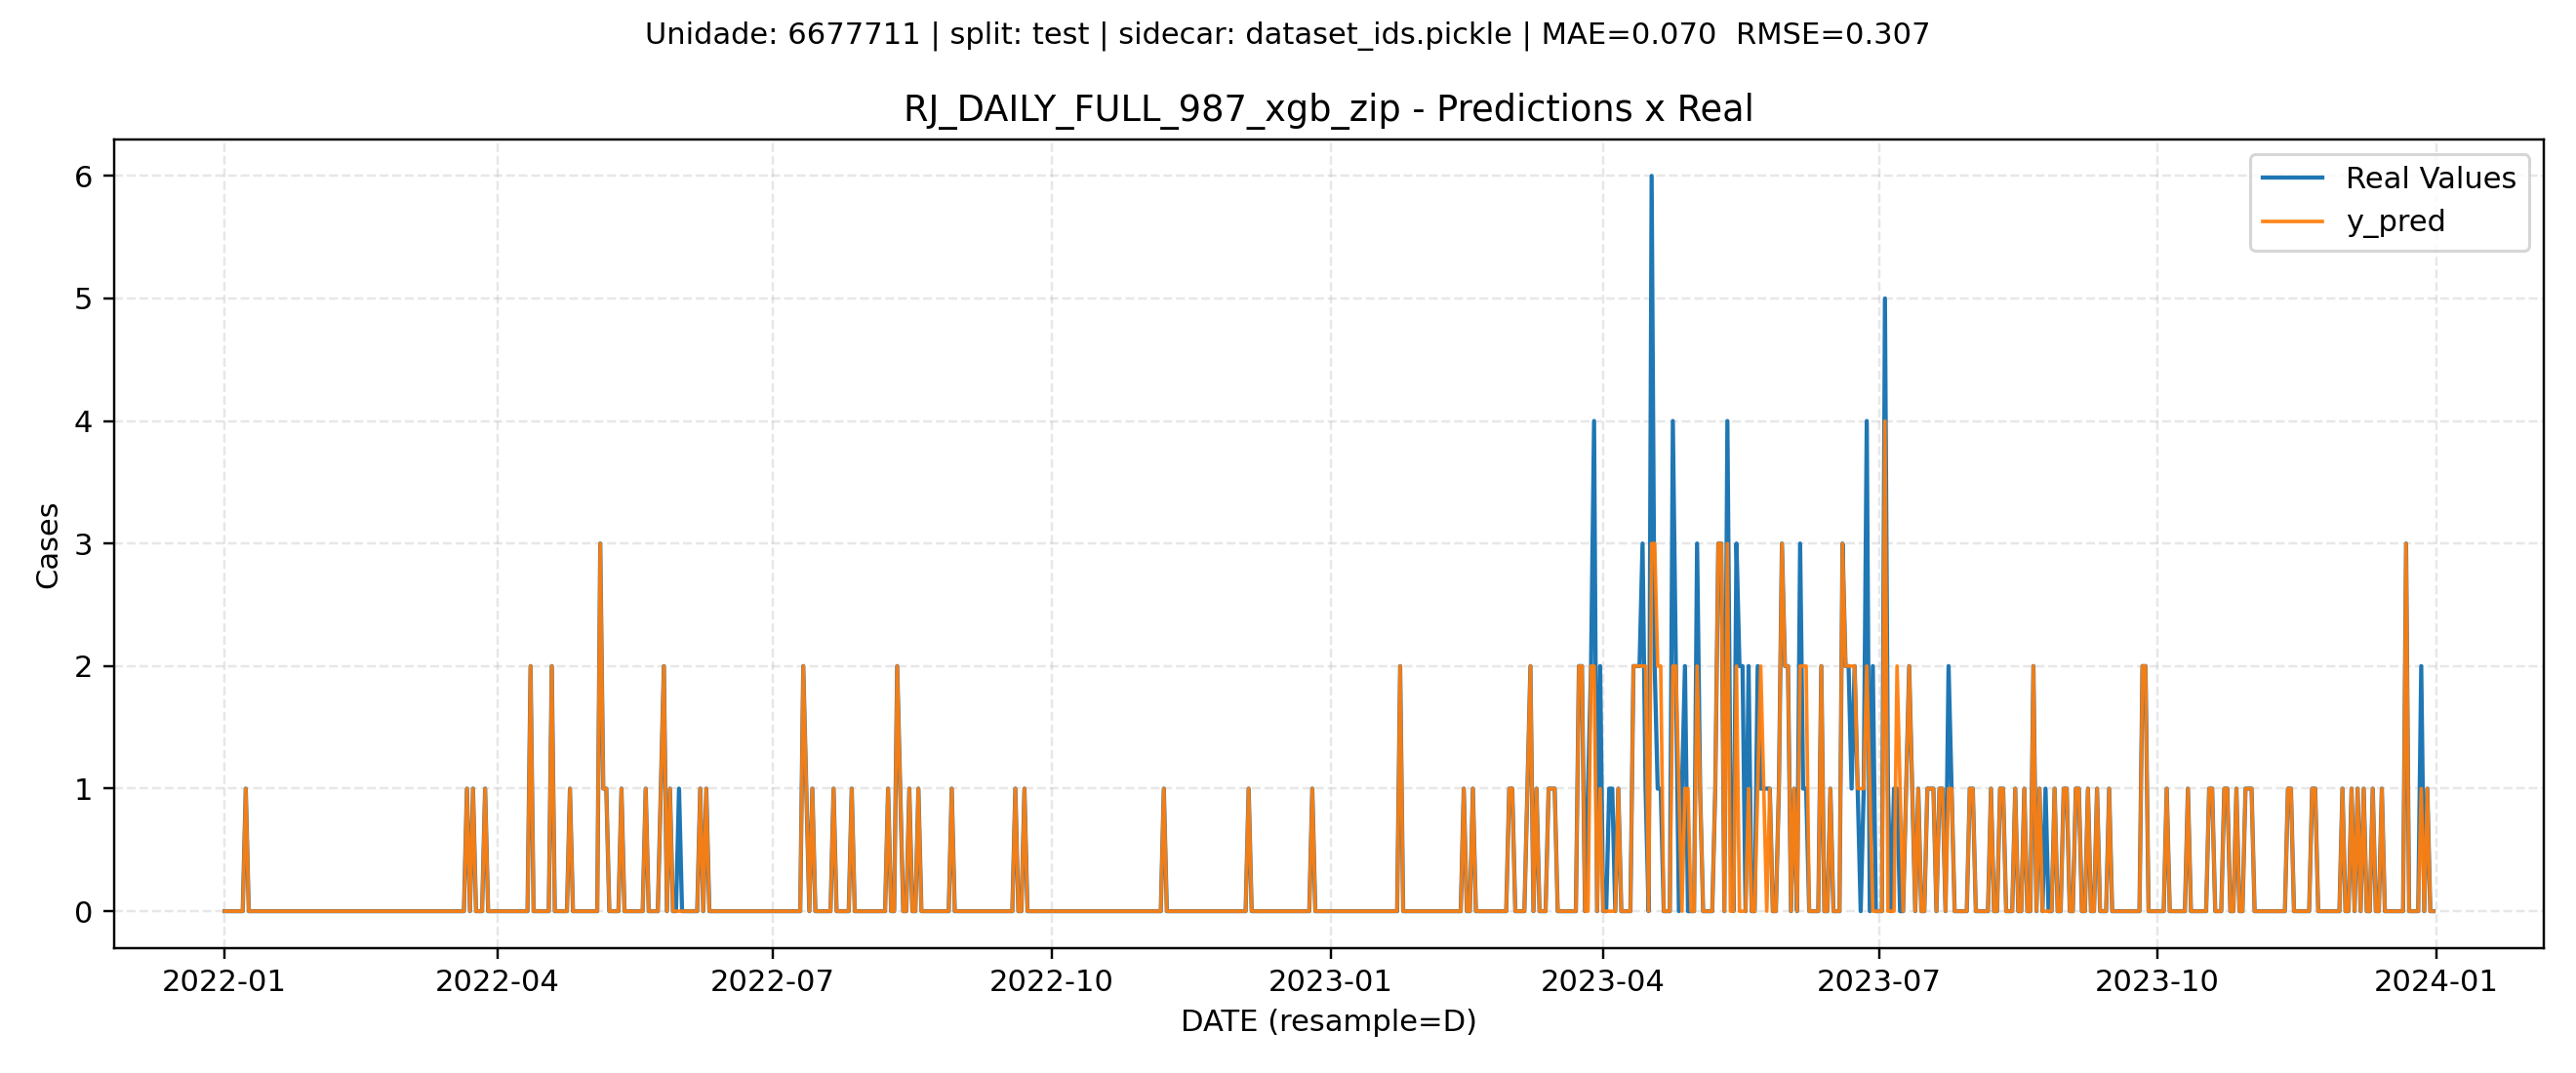 Unidade: 6677711 | split: test | sidecar: dataset_ids.pickle | MAE=0.070  RMSE=0.307
RJ_DAILY_FULL_987_xgb_zip - Predictions x Real
Real Values
y_pred
Cases
6
5
4
3
2
1
0
2022-01 2022-04 2022-07 2022-10 2023-01 2023-04 2023-07 2023-10 2024-01
DATE (resample=D)